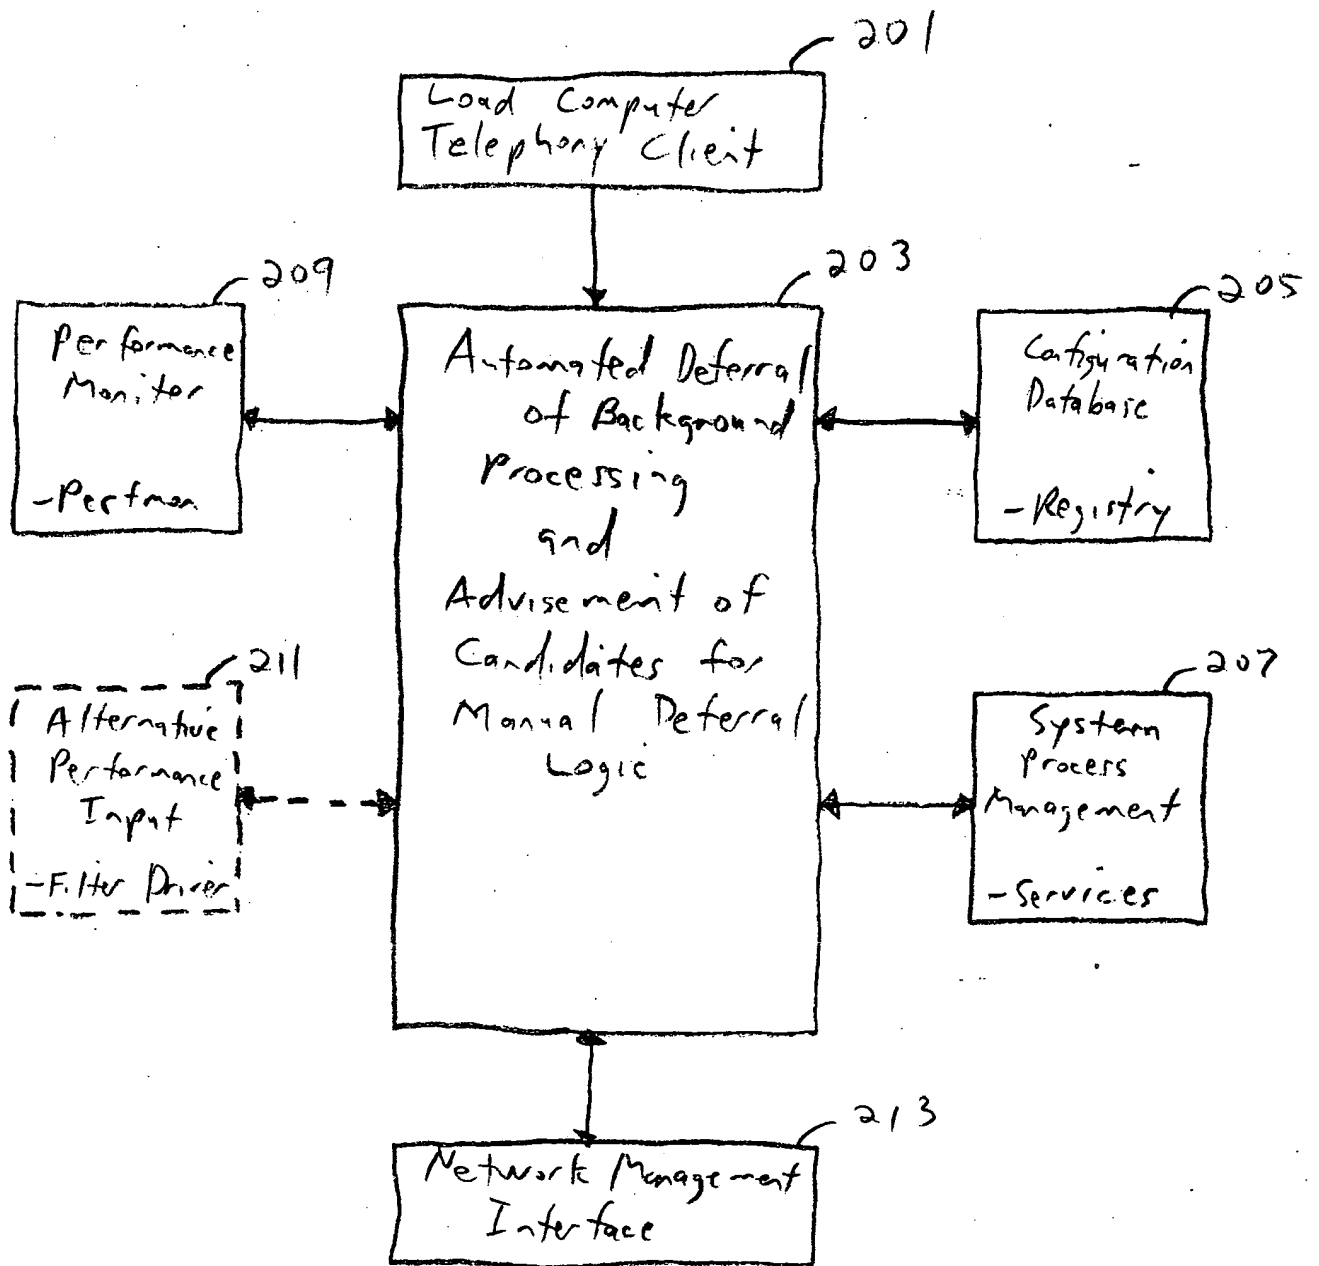 201
Load Computer
Telephony Client
209
Performance
Moniter
-Perfmon
203
Automated Deferral
of Background
Processing
and
Advisement of
Candidates for
Manual Deferral
Logic
205
Configuration
Database
-Registry
211
Alternative
Performance
Input
-Filter Driver
207
System
Process
Management
-Services
213
Network Management
Interface